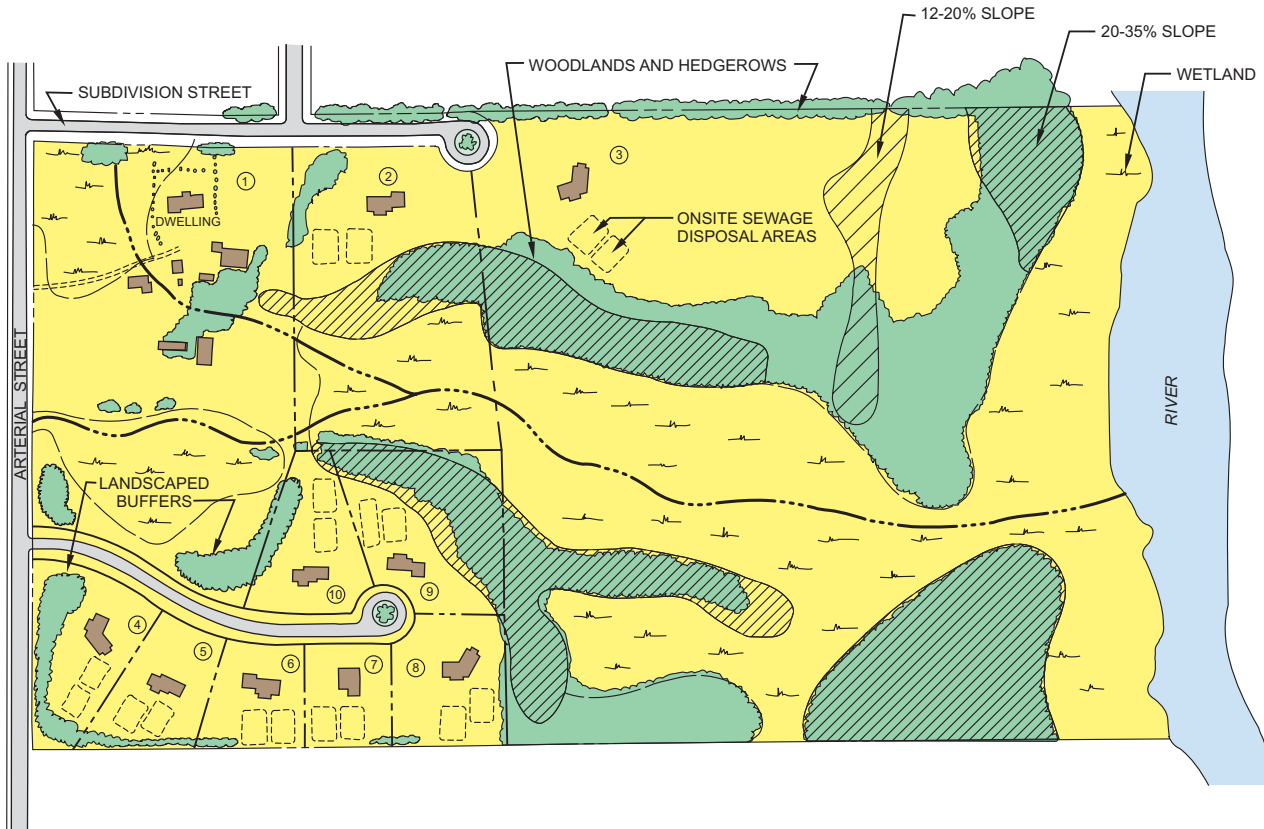 12-20% SLOPE
20-35% SLOPE
WOODLANDS AND HEDGEROWS
WETLAND
SUBDIVISION STREET
1
2
3
DWELLING
ONSITE SEWAGE
DISPOSAL AREAS
ARTERIAL STREET
RIVER
LANDSCAPED
BUFFERS
10
9
4
5
6
7
8